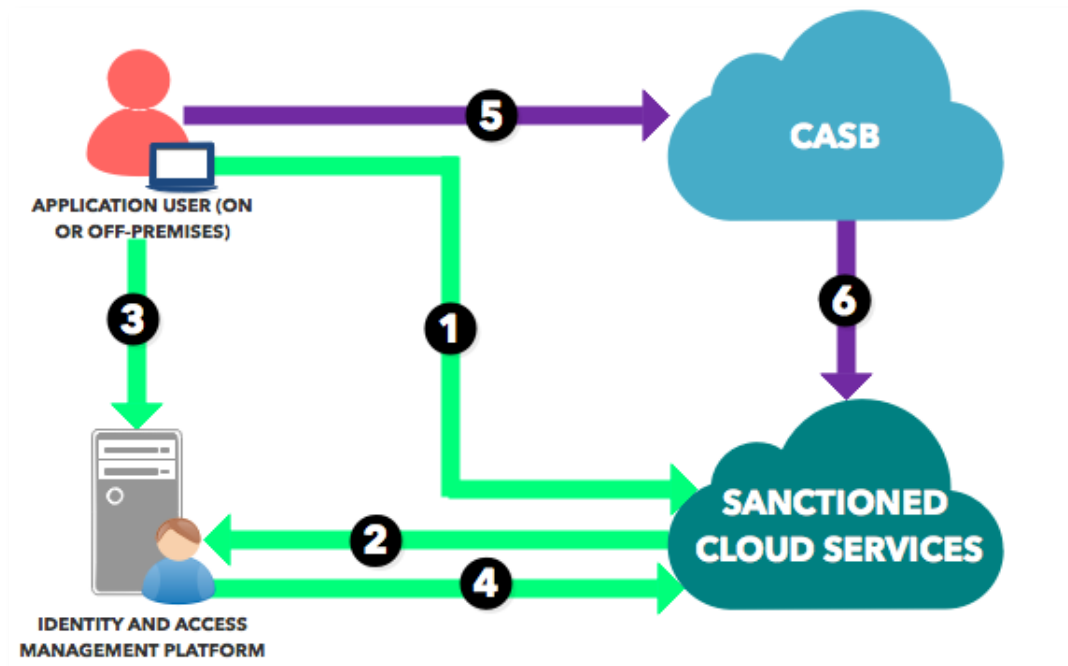 5
CASB
APPLICATION USER (ON
OR OFF-PREMISES)
3
1
6
SANCTIONED
CLOUD SERVICES
2
4
IDENTITY AND ACCESS
MANAGEMENT PLATFORM